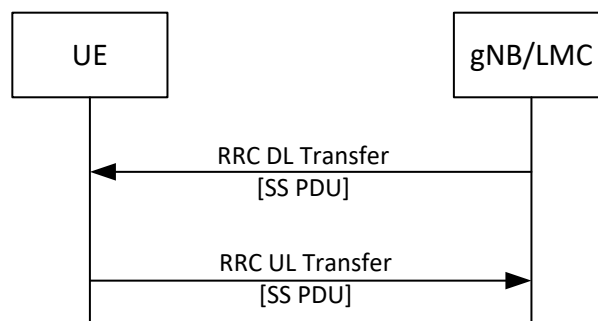 UE
gNB/LMC
RRC DL Transfer
[SS PDU]
RRC UL Transfer
[SS PDU]